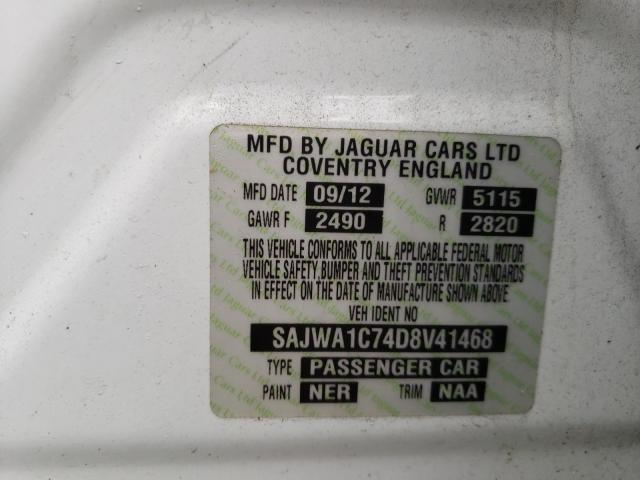 MFD BY JAGUAR CARS LTD
COVENTRY ENGLAND
MFD DATE 09/12 GVWR 5115
GAWR F 2490 R 2820
THIS VEHICLE CONFORMS TO ALL APPLICABLE FEDERAL MOTOR
VEHICLE SAFETY,BUMPER AND THEFT PREVENTION STANDARDS
IN EFFECT ON THE DATE OF MANUFACTURE SHOWN ABOVE
VEH IDENT NO
SAJWA1C74D8V41468
TYPE PASSENGER CAR
PAINT NER TRIM NAA